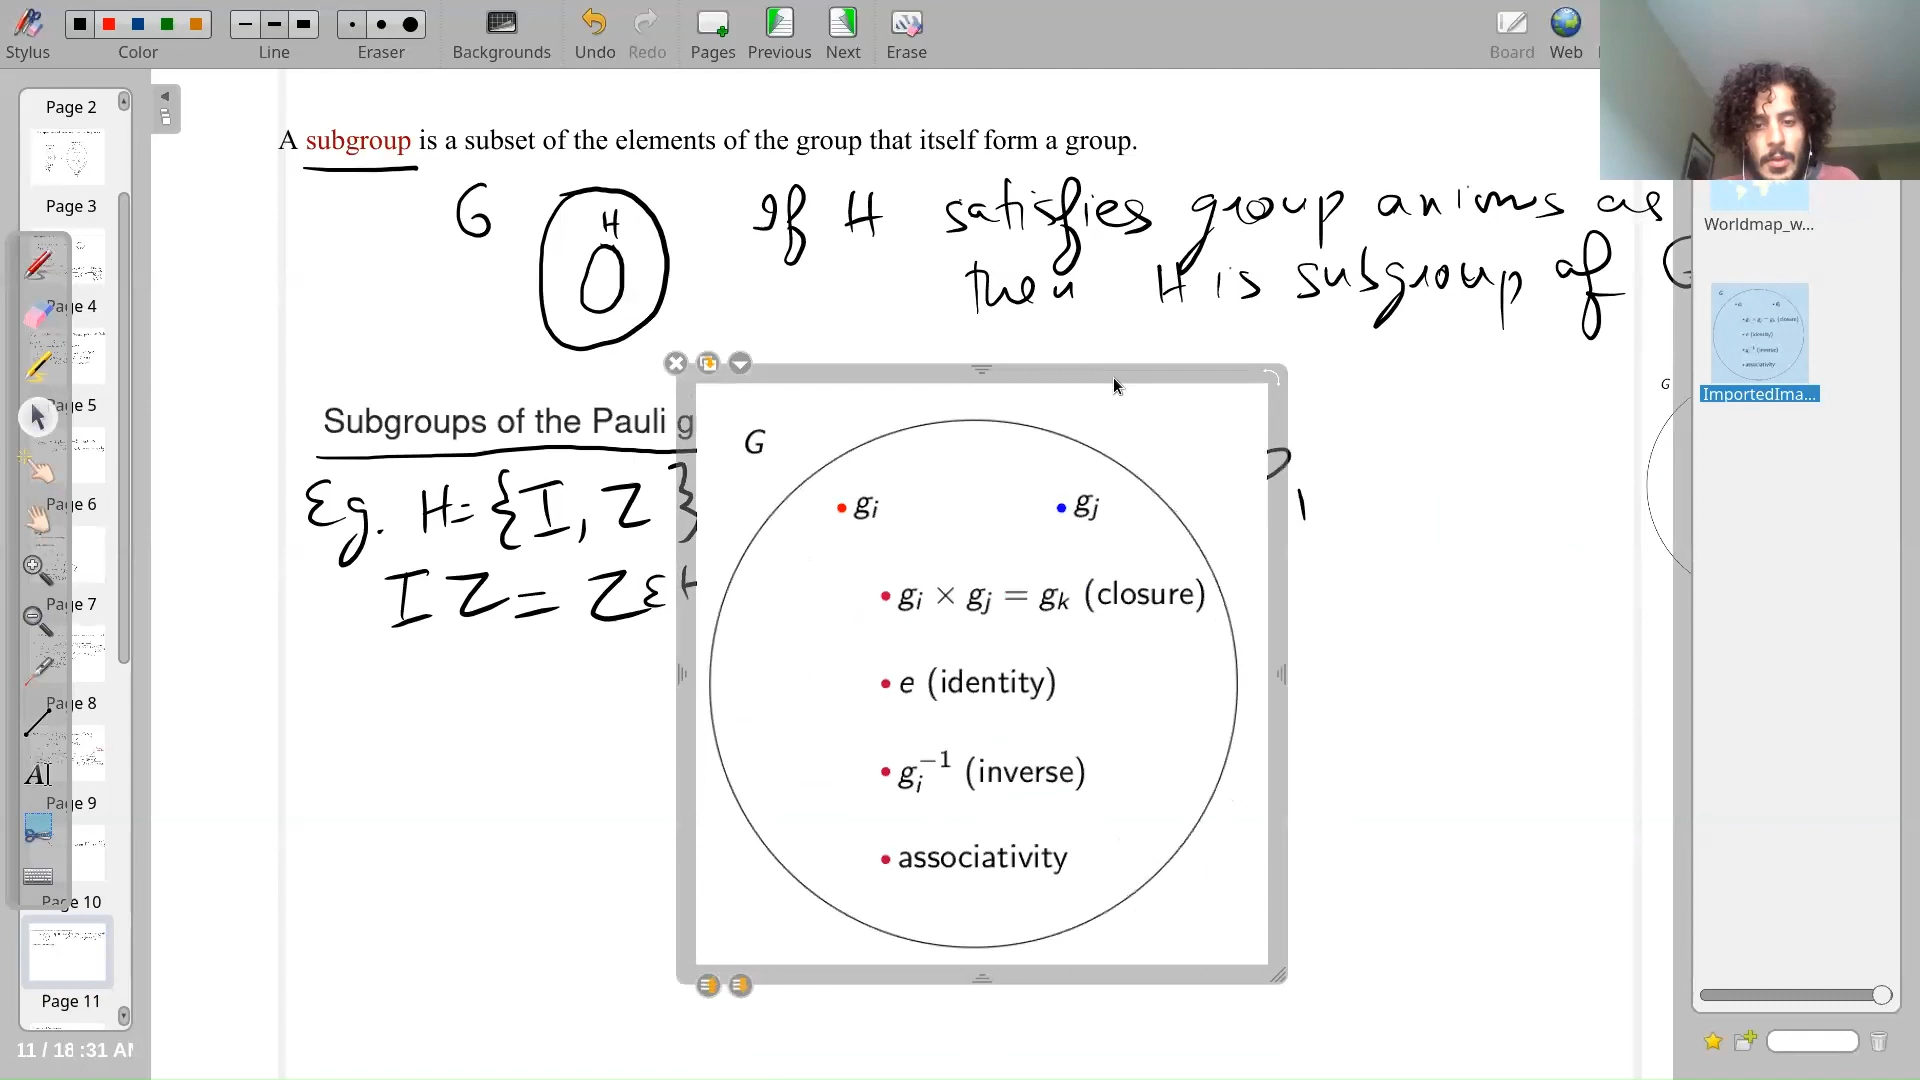 Stylus Color Line Eraser Backgrounds Undo Redo Pages Previous Next Erase Board Web
Page 2
Page 3
Page 4
Page 5
Page 6
Page 7
Page 8
Page 9
Page 10
Page 11
11 / 18
A subgroup is a subset of the elements of the group that itself form a group.
G H If H satisfies group axioms as
then H is subgroup of G
Subgroups of the Pauli g
Eg. H = {I, Z}
I Z = Z ε H
G
gᵢ gⱼ
gᵢ × gⱼ = gₖ (closure)
e (identity)
gᵢ⁻¹ (inverse)
associativity
Worldmap_w...
ImportedIma...
G